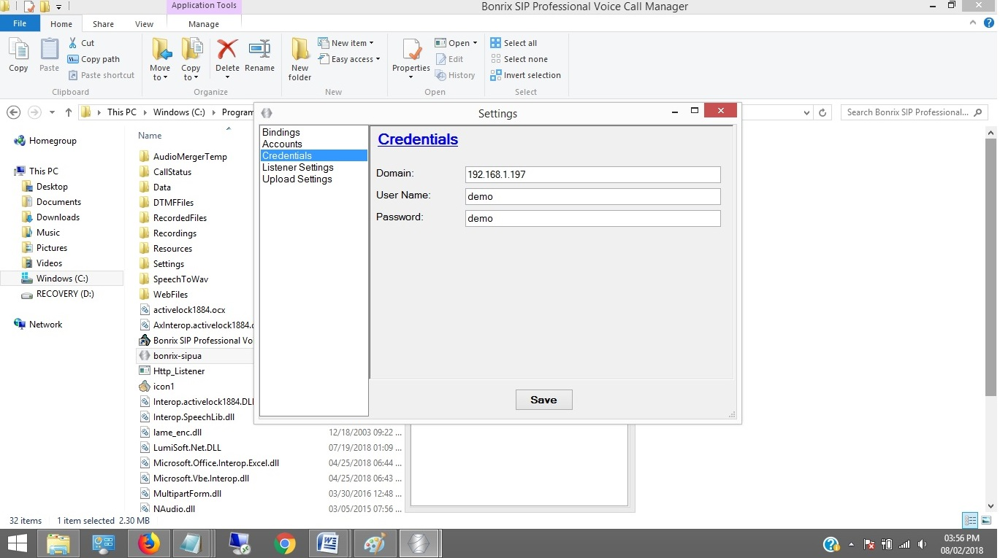 Application Tools
Bonrix SIP Professional Voice Call Manager
File Home Share View Manage
Copy
Paste
Cut
Copy path
Paste shortcut
Clipboard
Move to
Copy to
Delete
Rename
Organize
New folder
New item
Easy access
New
Properties
Open
Edit
History
Open
Select all
Select none
Invert selection
Select
This PC Windows (C:) Program
Search Bonrix SIP Professional...
Homegroup
This PC
Desktop
Documents
Downloads
Music
Pictures
Videos
Windows (C:)
RECOVERY (D:)
Network
Name
AudioMergerTemp
CallStatus
Data
DTMFFiles
RecordedFiles
Recordings
Resources
Settings
SpeechToWav
WebFiles
activelock1884.ocx
AxInterop.activelock1884.
Bonrix SIP Professional Vo
bonrix-sipua
Http_Listener
icon1
Interop.activelock1884.DLL
Interop.SpeechLib.dll
lame_enc.dll 12/18/2003 09:22 ...
LumiSoft.Net.DLL 07/19/2018 01:09 ...
Microsoft.Office.Interop.Excel.dll 04/25/2018 06:44 ...
Microsoft.Vbe.Interop.dll 04/25/2018 06:43 ...
MultipartForm.dll 03/30/2016 12:48 ...
NAudio.dll 03/05/2015 07:56 ...
Settings
Bindings
Accounts
Credentials
Listener Settings
Upload Settings
Credentials
Domain: 192.168.1.197
User Name: demo
Password: demo
Save
32 items 1 item selected 2.30 MB
03:56 PM
08/02/2018